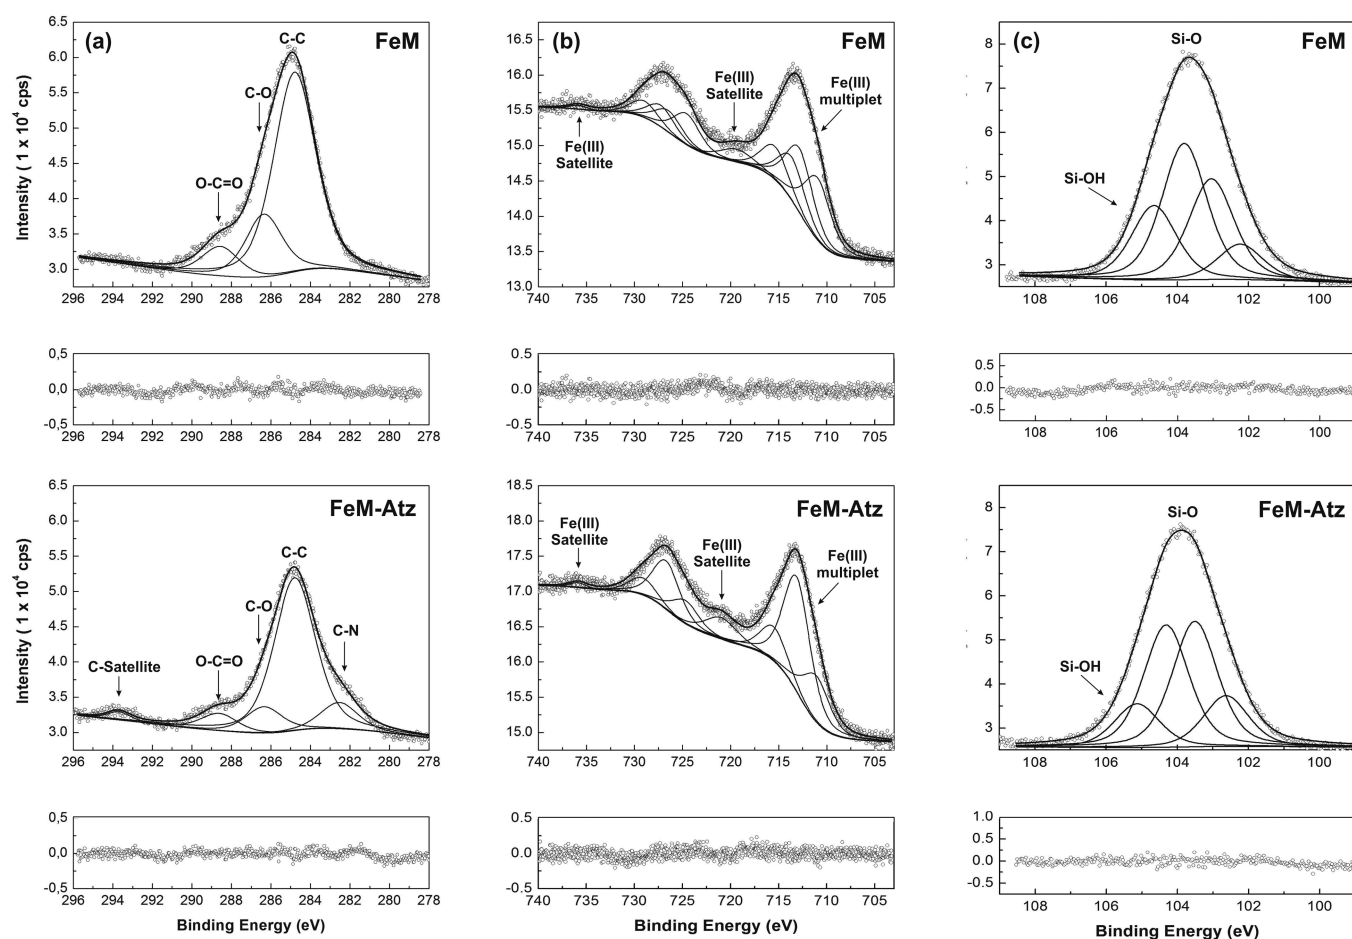 (a) FeM
C-C
C-O
O-C=O
6.5
6.0
5.5
5.0
4.5
4.0
3.5
3.0
Intensity ( 1 x 10⁴ cps)
296 294 292 290 288 286 284 282 280 278
(b) FeM
Fe(III)
Satellite
Fe(III)
Satellite
Fe(III)
multiplet
16.5
16.0
15.5
15.0
14.5
14.0
13.5
13.0
740 735 730 725 720 715 710 705
(c) FeM
Si-O
Si-OH
8
7
6
5
4
3
108 106 104 102 100
0,5
0,0
-0,5
296 294 292 290 288 286 284 282 280 278
0.5
0.0
-0.5
740 735 730 725 720 715 710 705
0.5
0.0
-0.5
108 106 104 102 100
FeM-Atz
C-C
C-O
C-N
O-C=O
C-Satellite
6.5
6.0
5.5
5.0
4.5
4.0
3.5
3.0
Intensity ( 1 x 10⁴ cps)
296 294 292 290 288 286 284 282 280 278
FeM-Atz
Fe(III)
Satellite
Fe(III)
Satellite
Fe(III)
multiplet
18.5
18.0
17.5
17.0
16.5
16.0
15.5
15.0
740 735 730 725 720 715 710 705
FeM-Atz
Si-O
Si-OH
8
7
6
5
4
3
108 106 104 102 100
0,5
0,0
-0,5
296 294 292 290 288 286 284 282 280 278
Binding Energy (eV)
0.5
0.0
-0.5
740 735 730 725 720 715 710 705
Binding Energy (eV)
1.0
0.5
0.0
-0.5
108 106 104 102 100
Binding Energy (eV)